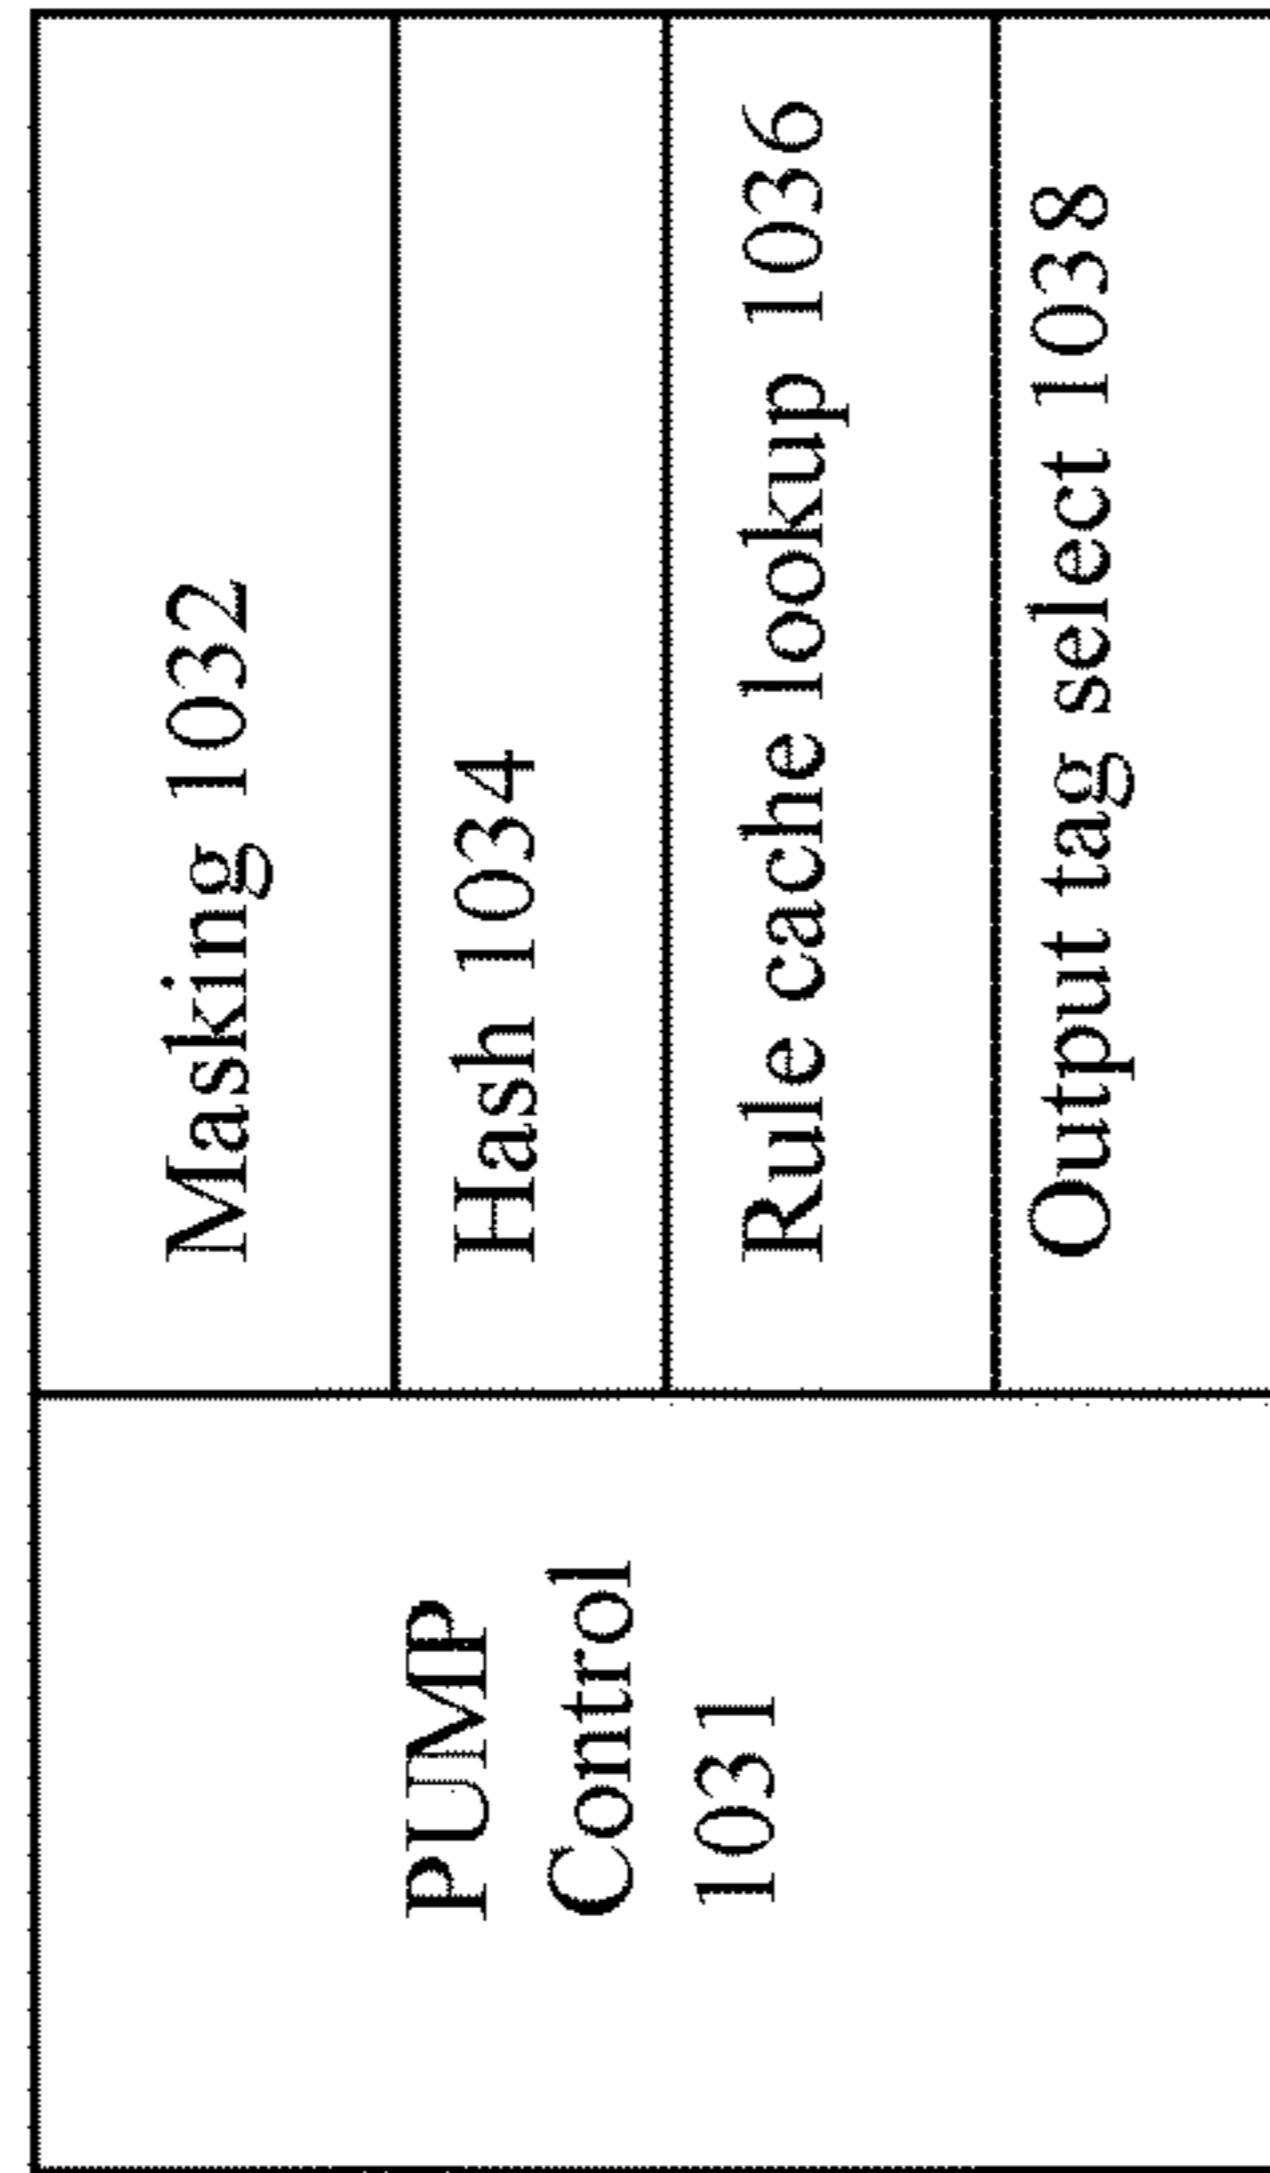 PUMP
Control
1031
Masking 1032
Hash 1034
Rule cache lookup 1036
Output tag select 1038